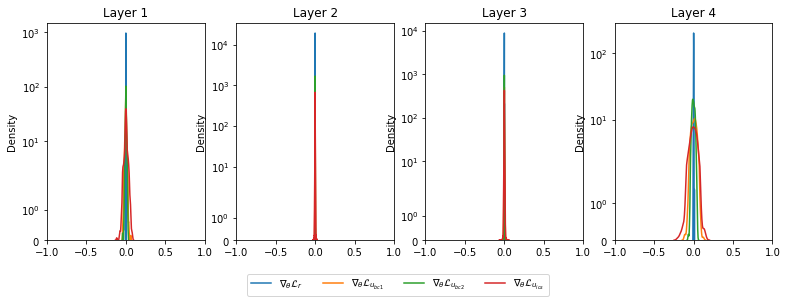 Layer 1 Layer 2 Layer 3 Layer 4
Density Density Density Density
10³ 10² 10¹ 10⁰ 0
10⁴ 10³ 10² 10¹ 10⁰ 0
10⁴ 10³ 10² 10¹ 10⁰ 0
10² 10¹ 10⁰ 0
−1.0 −0.5 0.0 0.5 1.0 −1.0 −0.5 0.0 0.5 1.0 −1.0 −0.5 0.0 0.5 1.0 −1.0 −0.5 0.0 0.5 1.0
∇θℒr ∇θℒu_bc1 ∇θℒu_bc2 ∇θℒu_ics